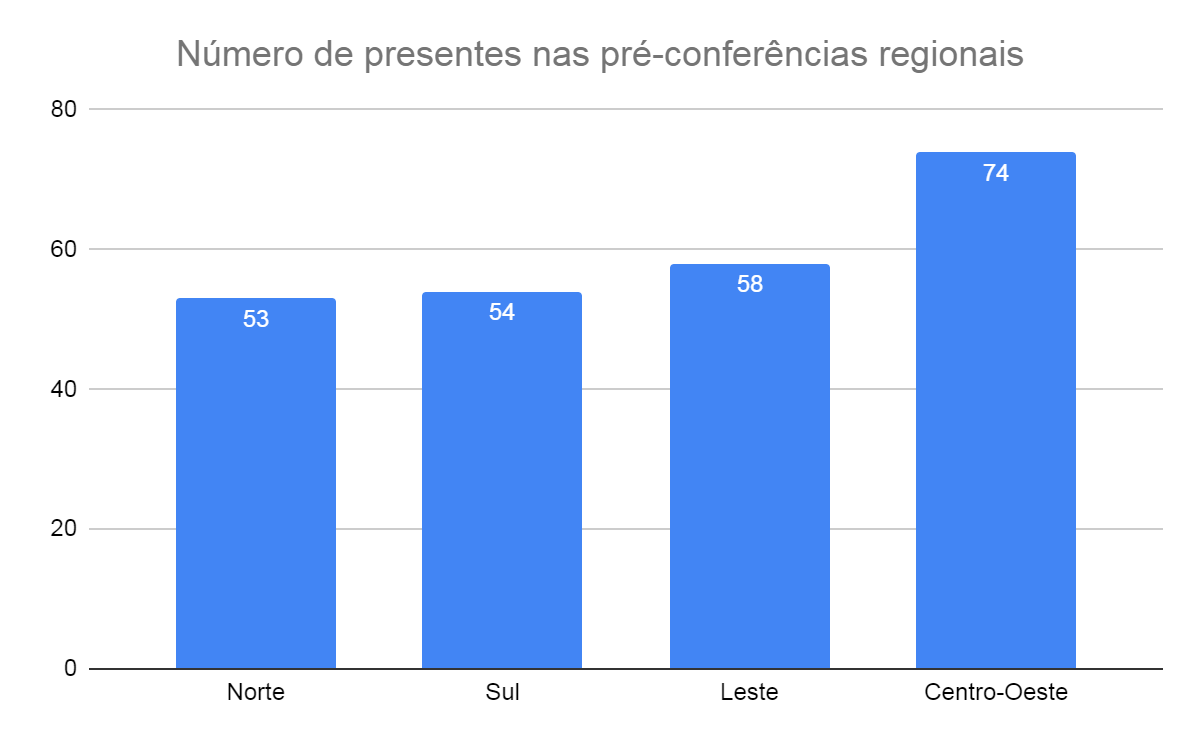 Número de presentes nas pré-conferências regionais
80
60
40
20
0
53
54
58
74
Norte
Sul
Leste
Centro-Oeste